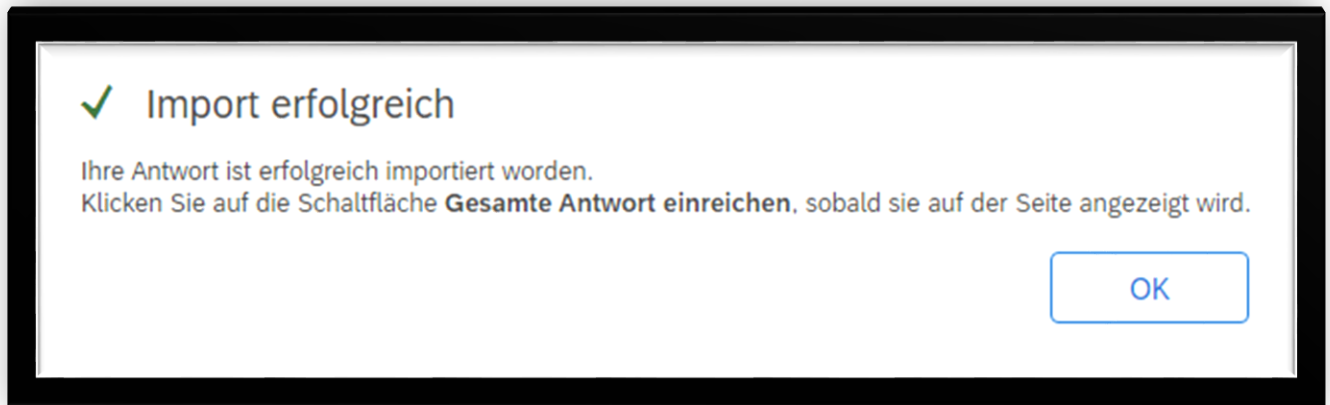 Import erfolgreich
Ihre Antwort ist erfolgreich importiert worden.
Klicken Sie auf die Schaltfläche Gesamte Antwort einreichen, sobald sie auf der Seite angezeigt wird.
OK